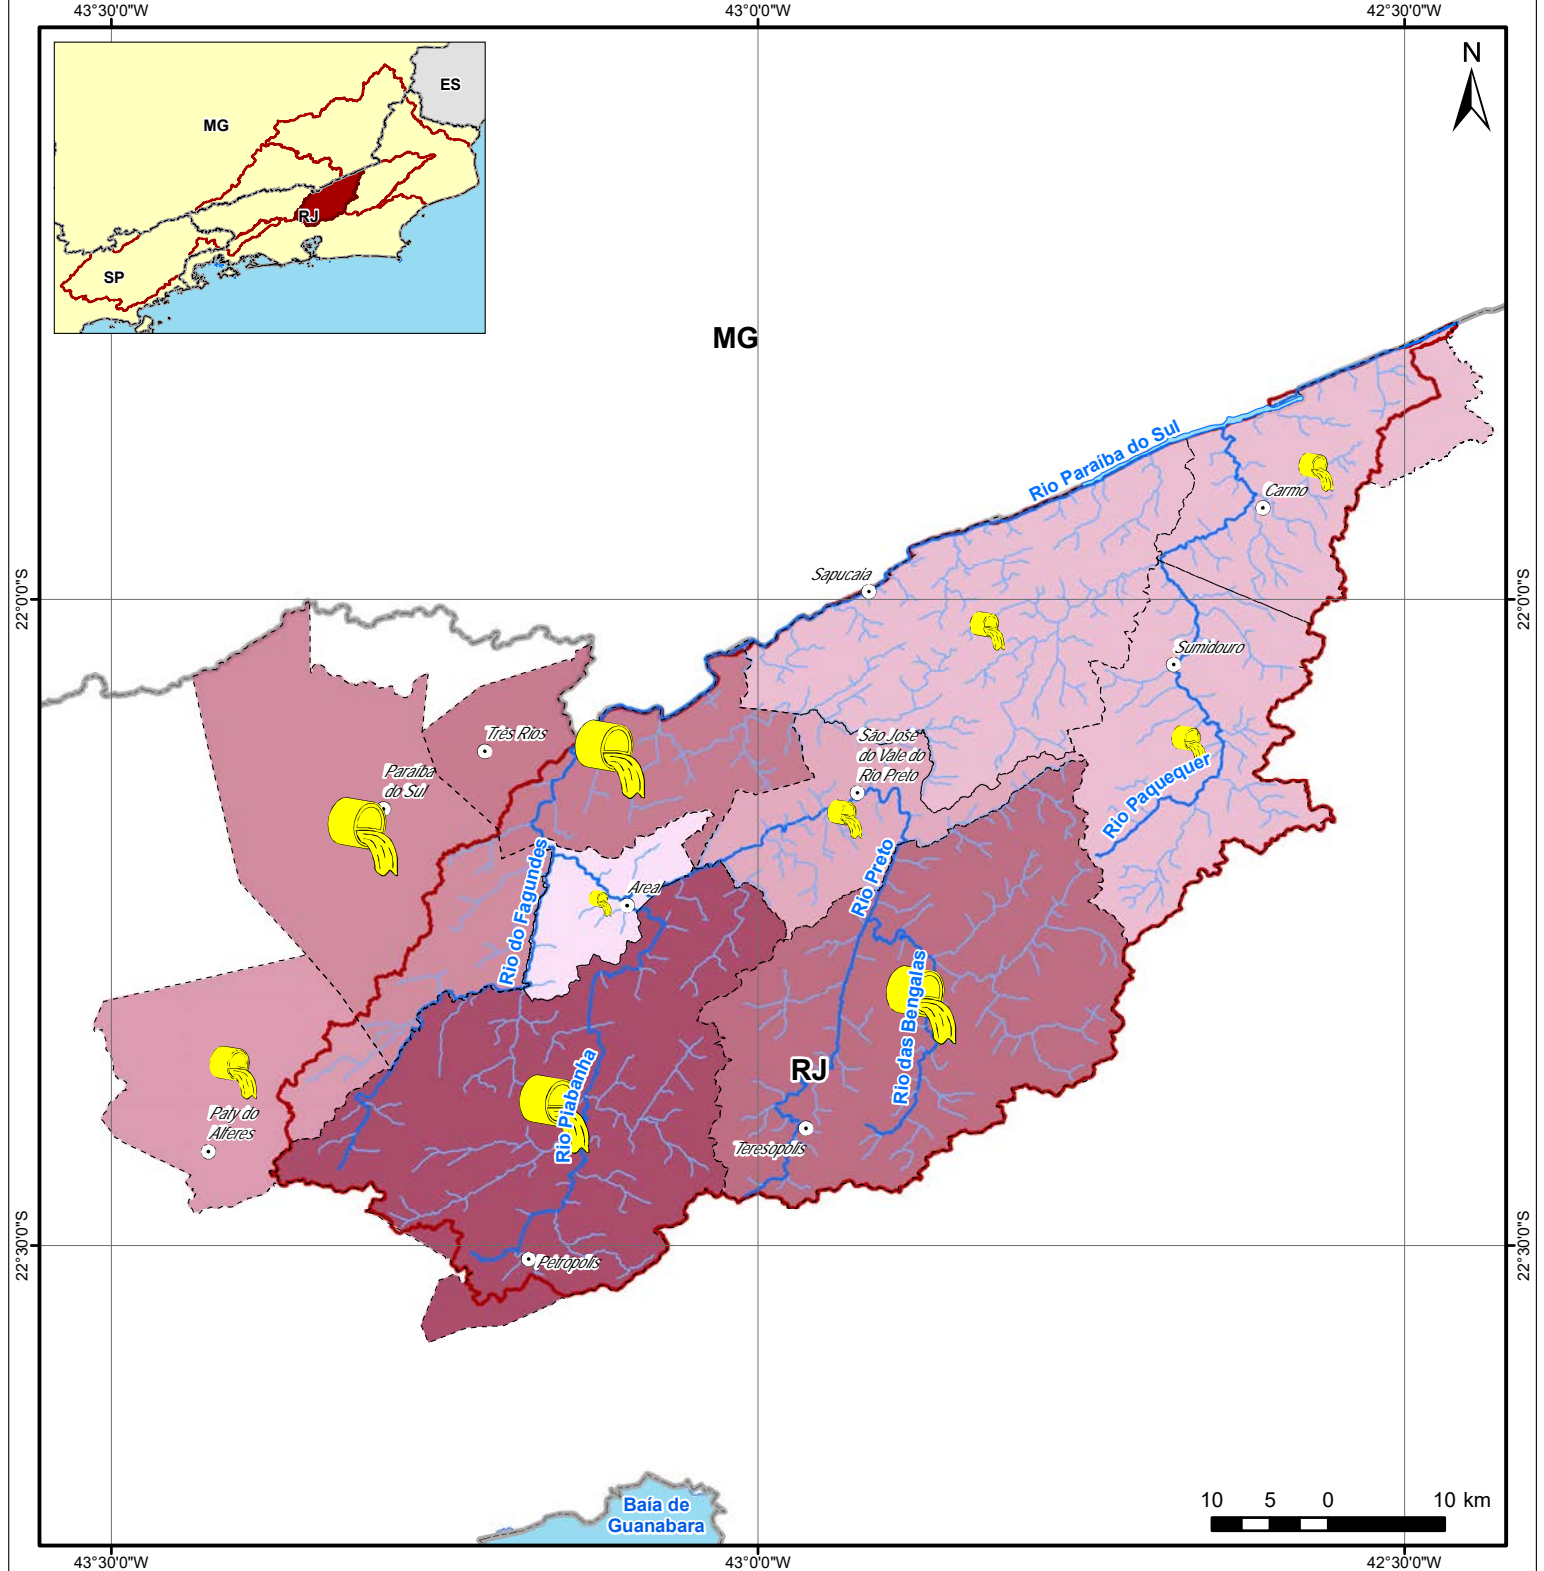 43°30'0"W
43°0'0"W
42°30'0"W
N
ES
MG
RJ
SP
MG
Rio Paraíba do Sul
Carmo
Sapucaia
22°0'0"S
22°0'0"S
Sumidouro
Três Rios
São José
do Vale do
Rio Preto
Paraíba
do Sul
Rio Paquequer
Rio do Fagundes
Areal
Rio Preto
Rio das Bengalas
RJ
Rio Piabanha
Paty do
Alferes
Teresópolis
22°30'0"S
22°30'0"S
Petrópolis
Baía de
Guanabara
10 5 0 10 km
43°30'0"W
43°0'0"W
42°30'0"W